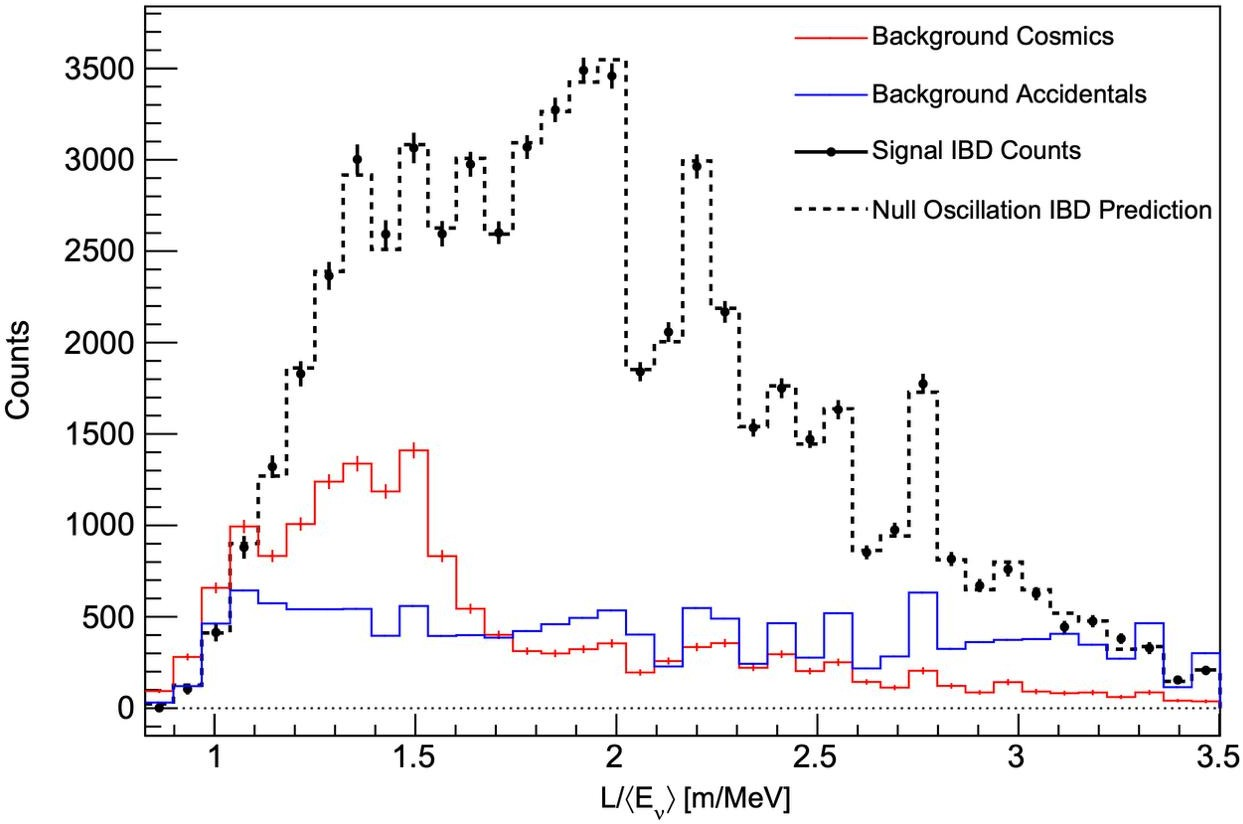 Background Cosmics
Background Accidentals
Signal IBD Counts
Null Oscillation IBD Prediction
Counts
3500
3000
2500
2000
1500
1000
500
0
1 1.5 2 2.5 3 3.5
L/⟨Eν⟩ [m/MeV]